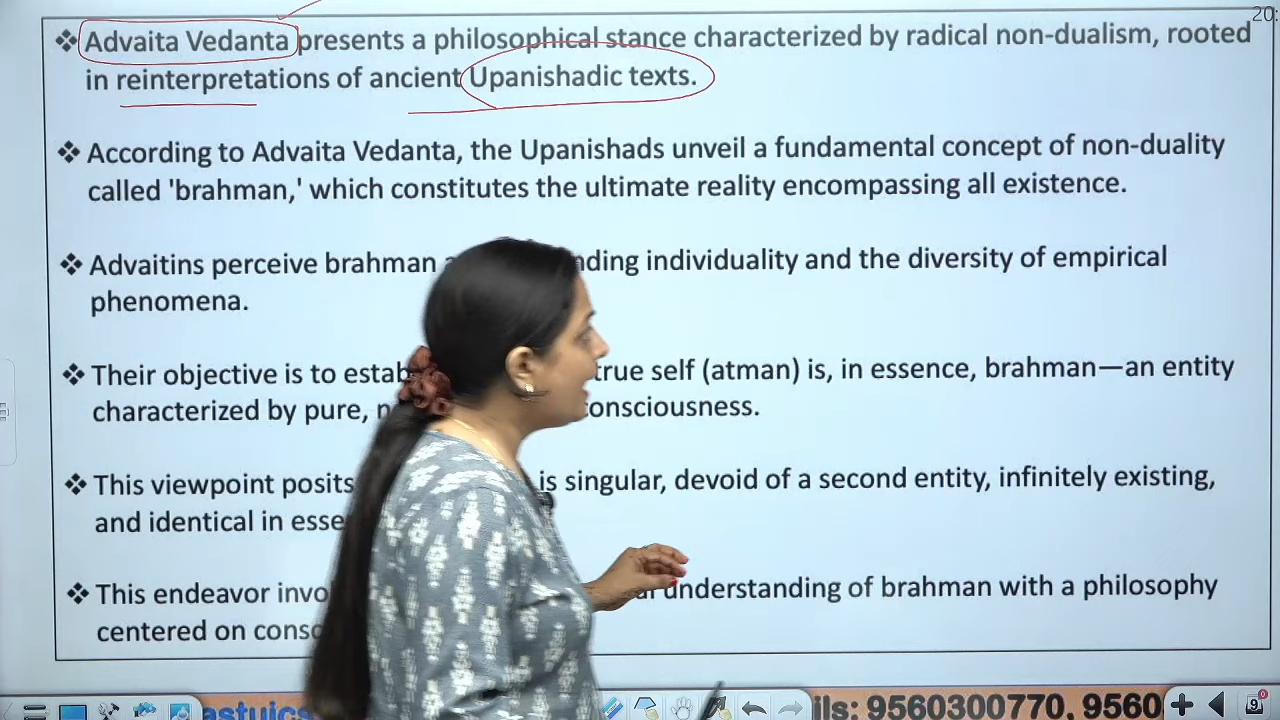 20:
❖ Advaita Vedanta presents a philosophical stance characterized by radical non-dualism, rooted
in reinterpretations of ancient Upanishadic texts.
❖ According to Advaita Vedanta, the Upanishads unveil a fundamental concept of non-duality
called 'brahman,' which constitutes the ultimate reality encompassing all existence.
❖ Advaitins perceive brahman nding individuality and the diversity of empirical
phenomena.
❖ Their objective is to estab true self (atman) is, in essence, brahman—an entity
characterized by pure, n consciousness.
❖ This viewpoint posits is singular, devoid of a second entity, infinitely existing,
and identical in esse
❖ This endeavor invo understanding of brahman with a philosophy
centered on consc
astuics ils: 9560300770, 9560
9